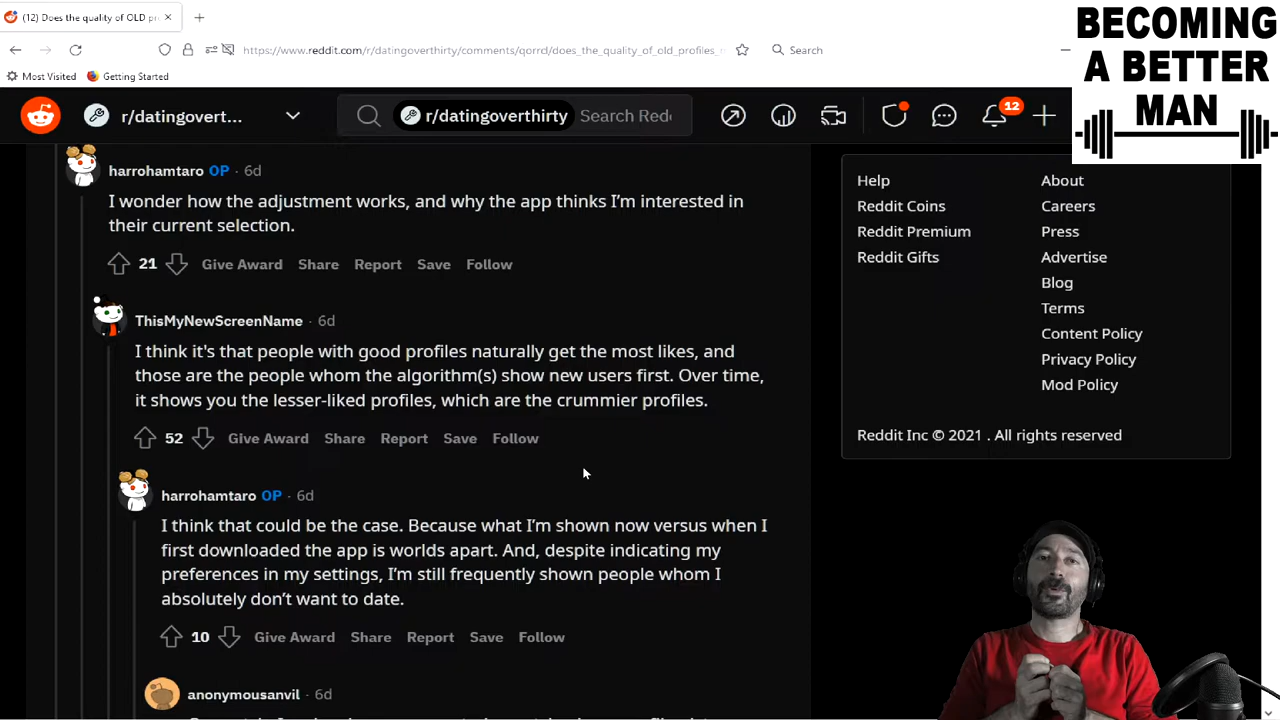 (12) Does the quality of OLD pr
https://www.reddit.com/r/datingoverthirty/comments/qorrd/does_the_quality_of_old_profiles_
Search
Most Visited
Getting Started
BECOMING
A BETTER
MAN
r/datingovert...
r/datingoverthirty
Search Red
12
harrohamtaro OP · 6d
I wonder how the adjustment works, and why the app thinks I’m interested in
their current selection.
21 Give Award Share Report Save Follow
ThisMyNewScreenName · 6d
I think it's that people with good profiles naturally get the most likes, and
those are the people whom the algorithm(s) show new users first. Over time,
it shows you the lesser-liked profiles, which are the crummier profiles.
52 Give Award Share Report Save Follow
harrohamtaro OP · 6d
I think that could be the case. Because what I’m shown now versus when I
first downloaded the app is worlds apart. And, despite indicating my
preferences in my settings, I’m still frequently shown people whom I
absolutely don’t want to date.
10 Give Award Share Report Save Follow
anonymousanvil · 6d
Help
About
Reddit Coins
Careers
Reddit Premium
Press
Reddit Gifts
Advertise
Blog
Terms
Content Policy
Privacy Policy
Mod Policy
Reddit Inc © 2021 . All rights reserved